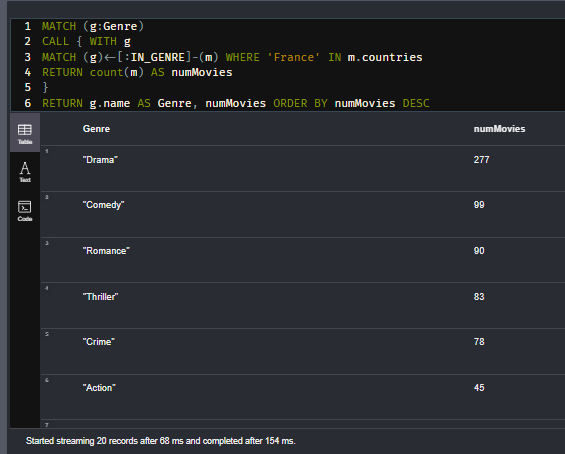 1 MATCH (g:Genre)
2 CALL { WITH g
3 MATCH (g)<-[:IN_GENRE]-(m) WHERE 'France' IN m.countries
4 RETURN count(m) AS numMovies
5 }
6 RETURN g.name AS Genre, numMovies ORDER BY numMovies DESC
Table
Text
Code
Genre numMovies
1 "Drama" 277
2 "Comedy" 99
3 "Romance" 90
4 "Thriller" 83
5 "Crime" 78
6 "Action" 45
7
Started streaming 20 records after 68 ms and completed after 154 ms.